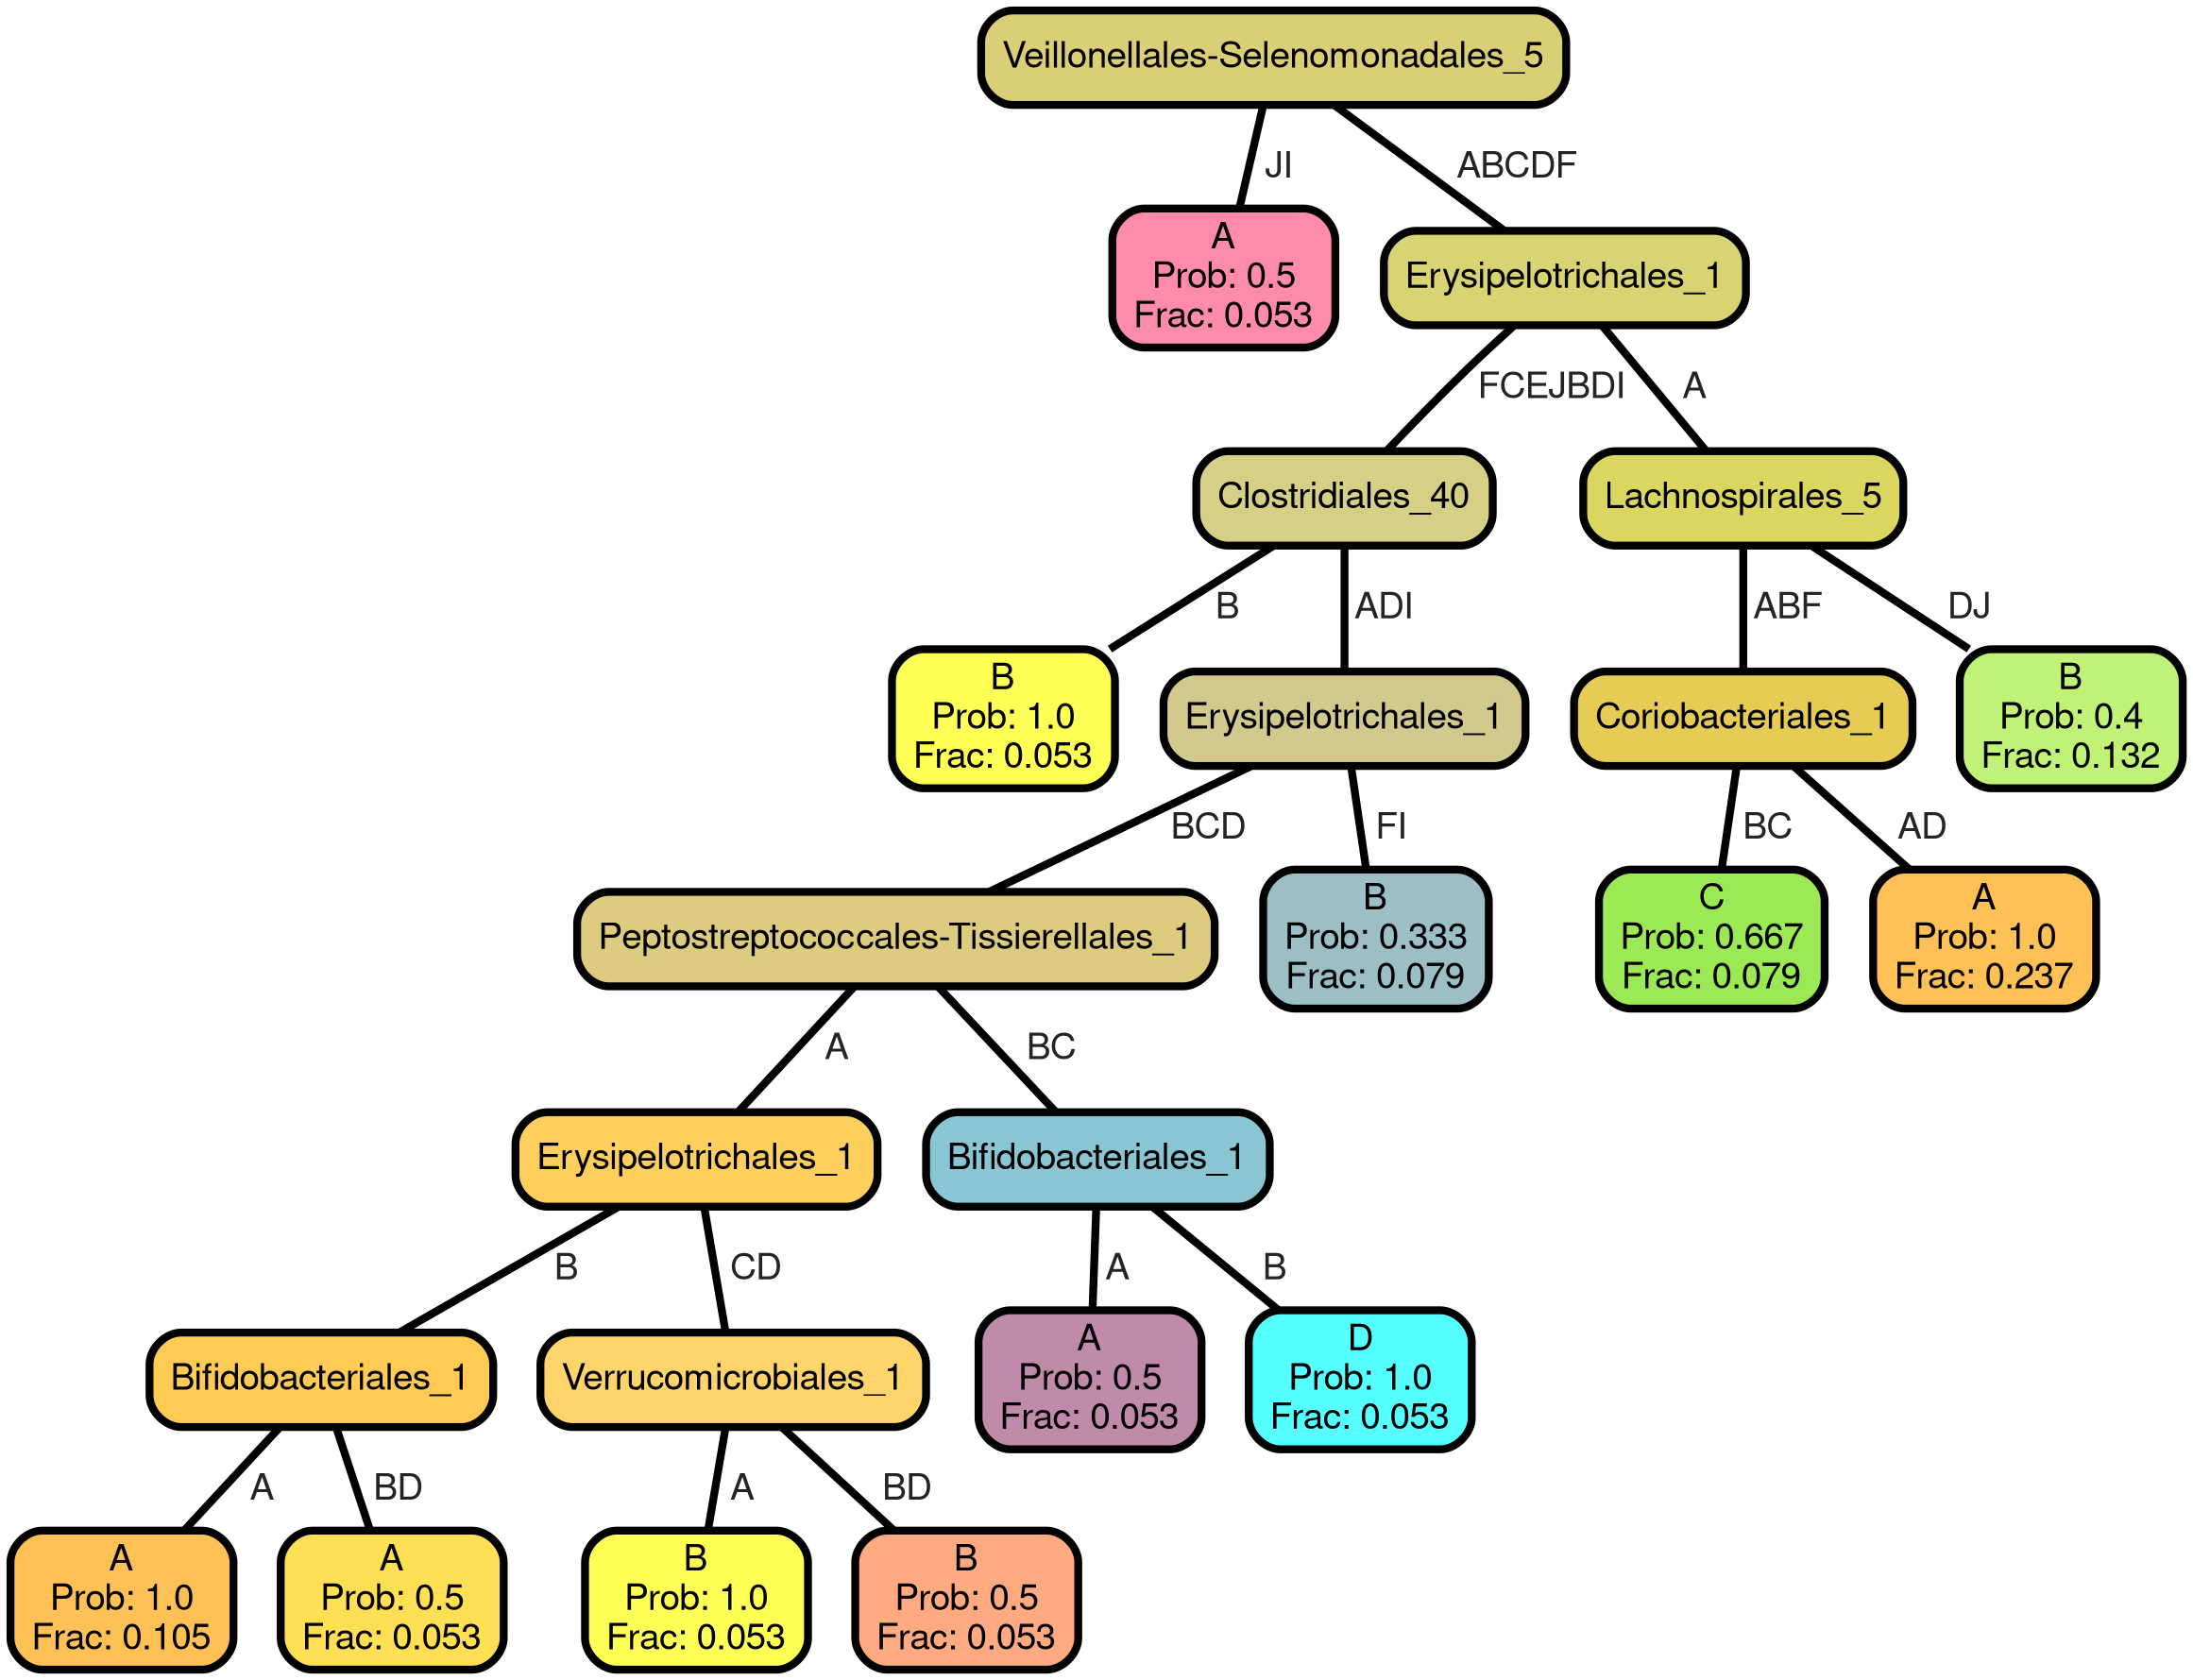 Veillonellales-Selenomonadales_5
JI
ABCDF
A
Prob: 0.5
Frac: 0.053
Erysipelotrichales_1
FCEJBDI
A
Clostridiales_40
Lachnospirales_5
B
ADI
ABF
DJ
B
Prob: 1.0
Frac: 0.053
Erysipelotrichales_1
Coriobacteriales_1
B
Prob: 0.4
Frac: 0.132
BCD
FI
BC
AD
Peptostreptococcales-Tissierellales_1
B
Prob: 0.333
Frac: 0.079
C
Prob: 0.667
Frac: 0.079
A
Prob: 1.0
Frac: 0.237
A
BC
Erysipelotrichales_1
Bifidobacteriales_1
B
CD
A
B
Bifidobacteriales_1
Verrucomicrobiales_1
A
Prob: 0.5
Frac: 0.053
D
Prob: 1.0
Frac: 0.053
A
BD
A
BD
A
Prob: 1.0
Frac: 0.105
A
Prob: 0.5
Frac: 0.053
B
Prob: 1.0
Frac: 0.053
B
Prob: 0.5
Frac: 0.053